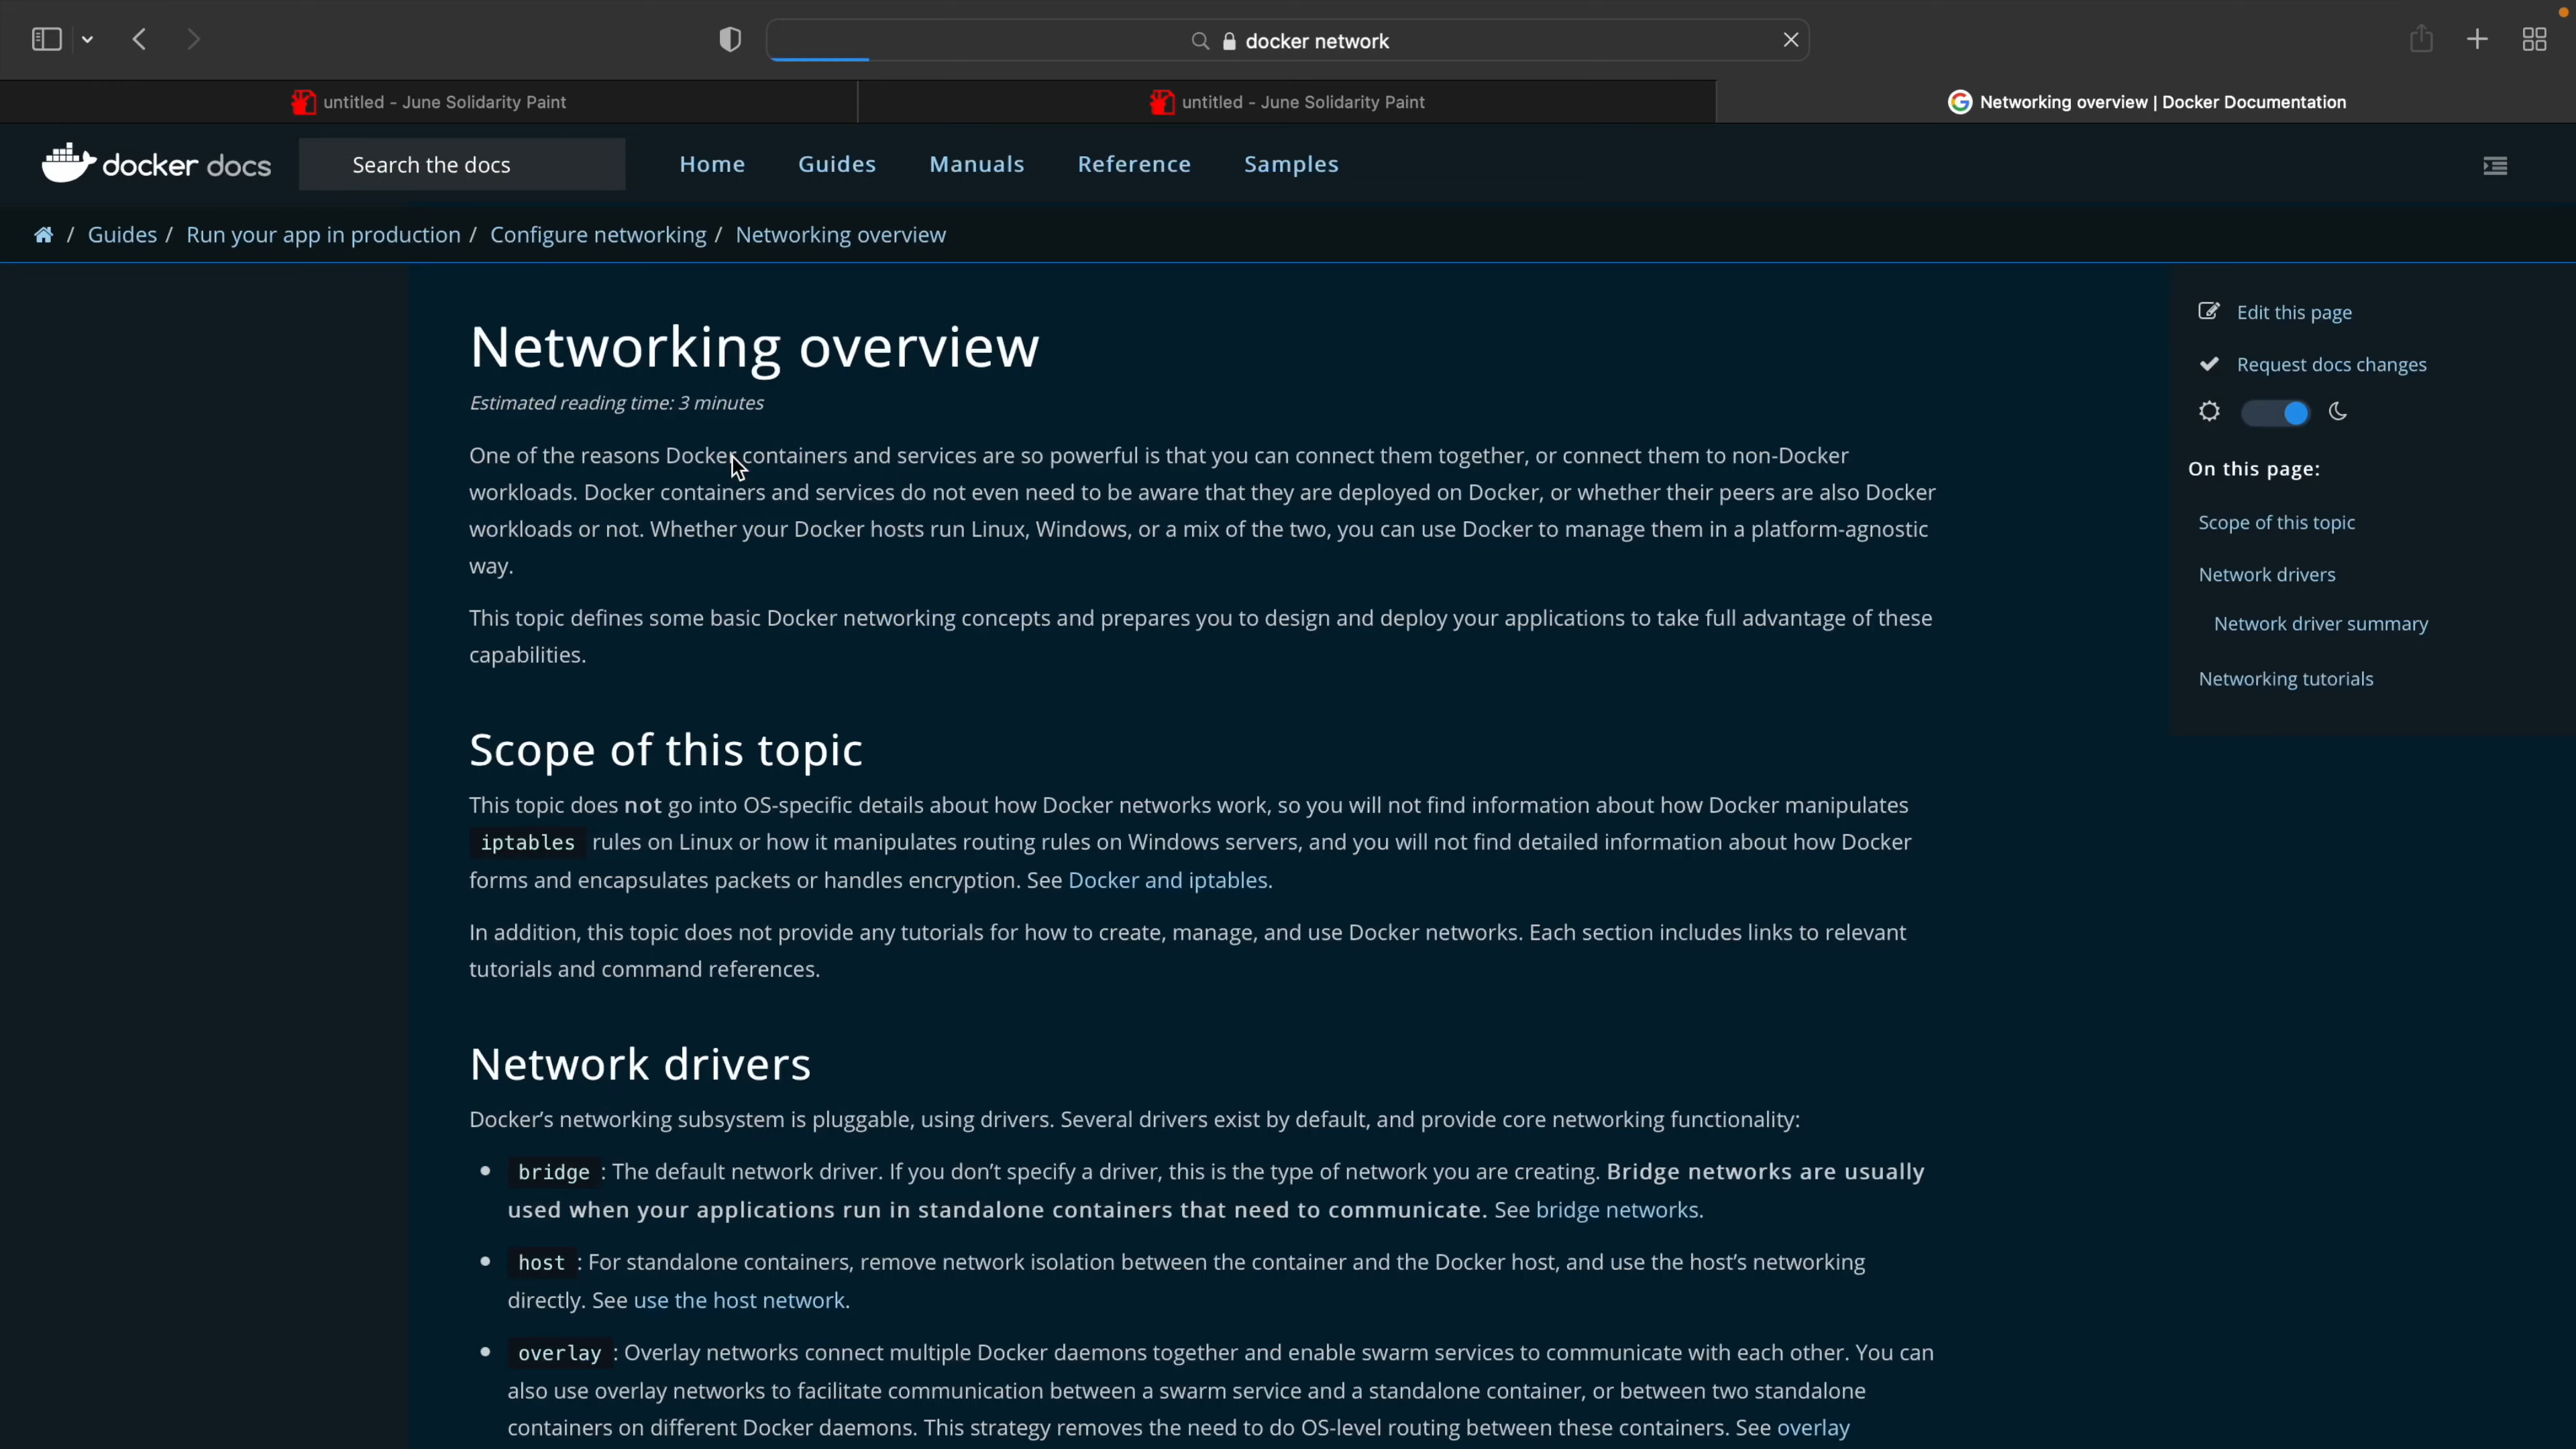 docker network
untitled - June Solidarity Paint
untitled - June Solidarity Paint
Networking overview | Docker Documentation
docker docs
Search the docs
Home
Guides
Manuals
Reference
Samples
/ Guides / Run your app in production / Configure networking / Networking overview
Networking overview
Estimated reading time: 3 minutes
One of the reasons Docker containers and services are so powerful is that you can connect them together, or connect them to non-Docker
workloads. Docker containers and services do not even need to be aware that they are deployed on Docker, or whether their peers are also Docker
workloads or not. Whether your Docker hosts run Linux, Windows, or a mix of the two, you can use Docker to manage them in a platform-agnostic
way.
This topic defines some basic Docker networking concepts and prepares you to design and deploy your applications to take full advantage of these
capabilities.
Scope of this topic
This topic does not go into OS-specific details about how Docker networks work, so you will not find information about how Docker manipulates
iptables rules on Linux or how it manipulates routing rules on Windows servers, and you will not find detailed information about how Docker
forms and encapsulates packets or handles encryption. See Docker and iptables.
In addition, this topic does not provide any tutorials for how to create, manage, and use Docker networks. Each section includes links to relevant
tutorials and command references.
Network drivers
Docker's networking subsystem is pluggable, using drivers. Several drivers exist by default, and provide core networking functionality:
• bridge : The default network driver. If you don't specify a driver, this is the type of network you are creating. Bridge networks are usually
used when your applications run in standalone containers that need to communicate. See bridge networks.
• host : For standalone containers, remove network isolation between the container and the Docker host, and use the host's networking
directly. See use the host network.
• overlay : Overlay networks connect multiple Docker daemons together and enable swarm services to communicate with each other. You can
also use overlay networks to facilitate communication between a swarm service and a standalone container, or between two standalone
containers on different Docker daemons. This strategy removes the need to do OS-level routing between these containers. See overlay
Edit this page
Request docs changes
On this page:
Scope of this topic
Network drivers
Network driver summary
Networking tutorials